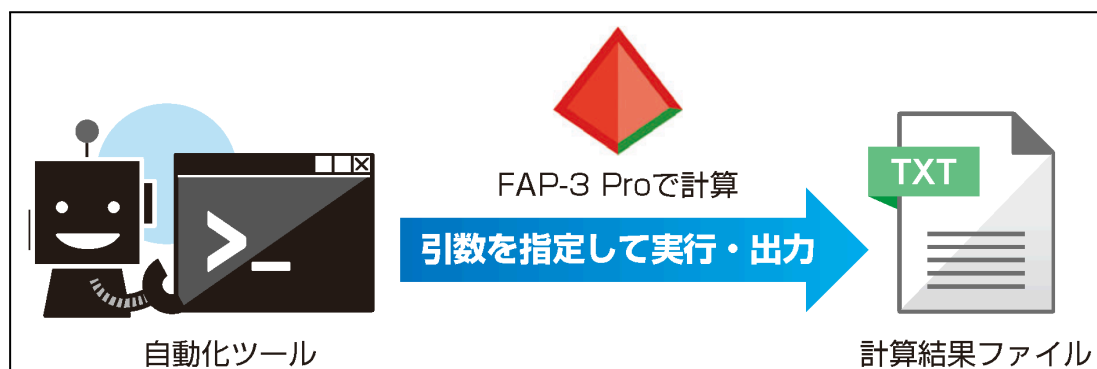 FAP-3 Proで計算
>_
引数を指定して実行・出力
TXT
自動化ツール
計算結果ファイル